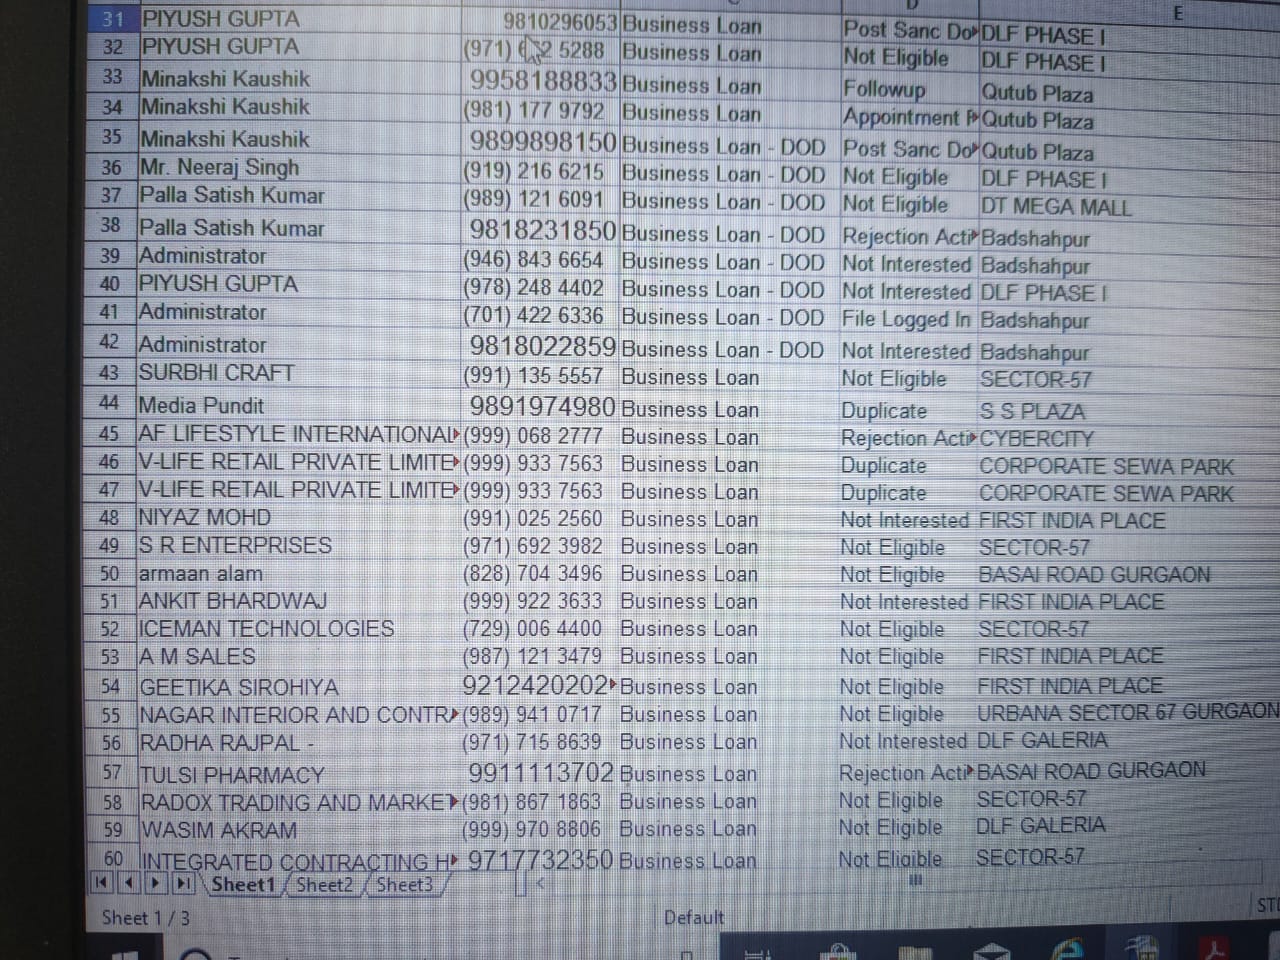 C D E
31 PIYUSH GUPTA 9810296053 Business Loan Post Sanc Do DLF PHASE I
32 PIYUSH GUPTA (971) 2 5288 Business Loan Not Eligible DLF PHASE I
33 Minakshi Kaushik 9958188833 Business Loan Followup Qutub Plaza
34 Minakshi Kaushik (981) 177 9792 Business Loan Appointment Qutub Plaza
35 Minakshi Kaushik 9899898150 Business Loan - DOD Post Sanc Do Qutub Plaza
36 Mr. Neeraj Singh (919) 216 6215 Business Loan - DOD Not Eligible DLF PHASE I
37 Palla Satish Kumar (989) 121 6091 Business Loan - DOD Not Eligible DT MEGA MALL
38 Palla Satish Kumar 9818231850 Business Loan - DOD Rejection Acti Badshahpur
39 Administrator (946) 843 6654 Business Loan - DOD Not Interested Badshahpur
40 PIYUSH GUPTA (978) 248 4402 Business Loan - DOD Not Interested DLF PHASE I
41 Administrator (701) 422 6336 Business Loan - DOD File Logged In Badshahpur
42 Administrator 9818022859 Business Loan - DOD Not Interested Badshahpur
43 SURBHI CRAFT (991) 135 5557 Business Loan Not Eligible SECTOR-57
44 Media Pundit 9891974980 Business Loan Duplicate S S PLAZA
45 AF LIFESTYLE INTERNATIONAL (999) 068 2777 Business Loan Rejection Acti CYBERCITY
46 V-LIFE RETAIL PRIVATE LIMITE (999) 933 7563 Business Loan Duplicate CORPORATE SEWA PARK
47 V-LIFE RETAIL PRIVATE LIMITE (999) 933 7563 Business Loan Duplicate CORPORATE SEWA PARK
48 NIYAZ MOHD (991) 025 2560 Business Loan Not Interested FIRST INDIA PLACE
49 S R ENTERPRISES (971) 692 3982 Business Loan Not Eligible SECTOR-57
50 armaan alam (828) 704 3496 Business Loan Not Eligible BASAI ROAD GURGAON
51 ANKIT BHARDWAJ (999) 922 3633 Business Loan Not Interested FIRST INDIA PLACE
52 ICEMAN TECHNOLOGIES (729) 006 4400 Business Loan Not Eligible SECTOR-57
53 A M SALES (987) 121 3479 Business Loan Not Eligible FIRST INDIA PLACE
54 GEETIKA SIROHIYA 9212420202 Business Loan Not Eligible FIRST INDIA PLACE
55 NAGAR INTERIOR AND CONTRA (989) 941 0717 Business Loan Not Eligible URBANA SECTOR 67 GURGAON
56 RADHA RAJPAL - (971) 715 8639 Business Loan Not Interested DLF GALERIA
57 TULSI PHARMACY 9911113702 Business Loan Rejection Acti BASAI ROAD GURGAON
58 RADOX TRADING AND MARKET (981) 867 1863 Business Loan Not Eligible SECTOR-57
59 WASIM AKRAM (999) 970 8806 Business Loan Not Eligible DLF GALERIA
60 INTEGRATED CONTRACTING H 9717732350 Business Loan Not Eligible SECTOR-57
Sheet1 Sheet2 Sheet3
Sheet 1 / 3 Default